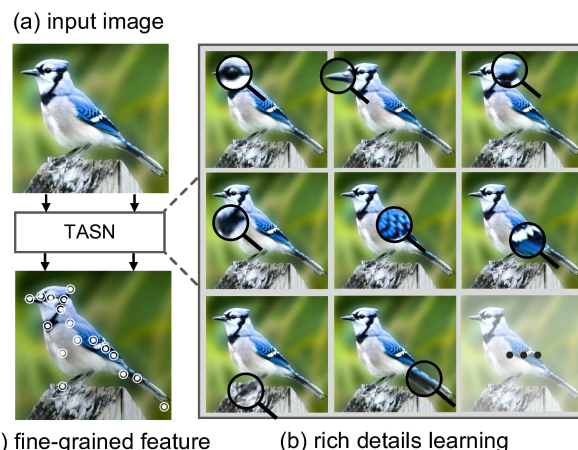 (a) input image
TASN
) fine-grained feature
(b) rich details learning